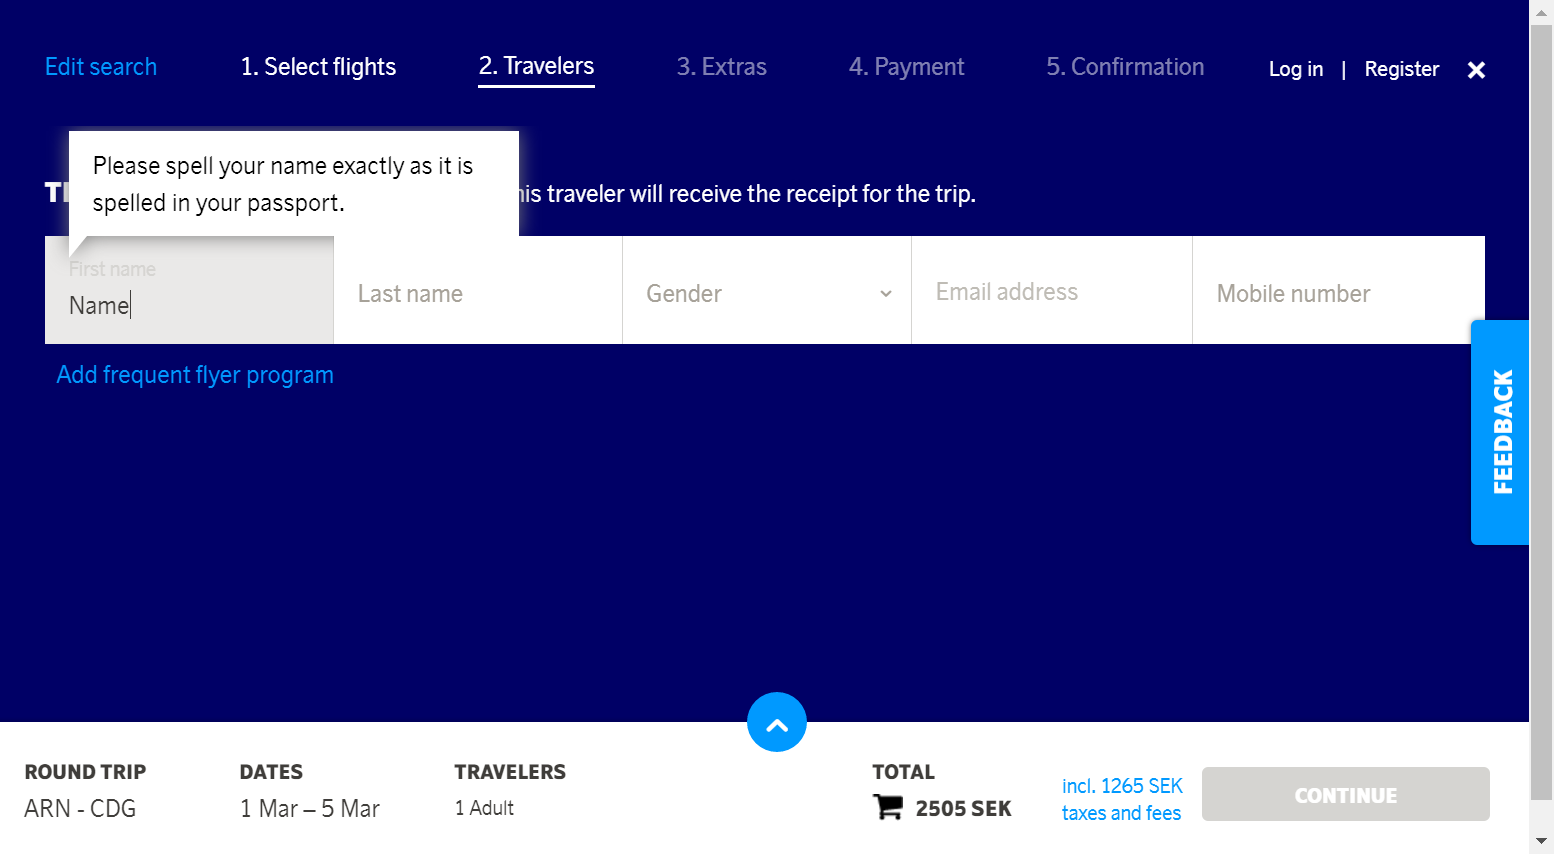 Edit search
1. Select flights
2. Travelers
3. Extras
4. Payment
5. Confirmation
Log in | Register
Please spell your name exactly as it is
spelled in your passport.
traveler will receive the receipt for the trip.
First name
Name
Last name
Gender
Email address
Mobile number
Add frequent flyer program
FEEDBACK
ROUND TRIP
ARN - CDG
DATES
1 Mar – 5 Mar
TRAVELERS
1 Adult
TOTAL
2505 SEK
incl. 1265 SEK
taxes and fees
CONTINUE